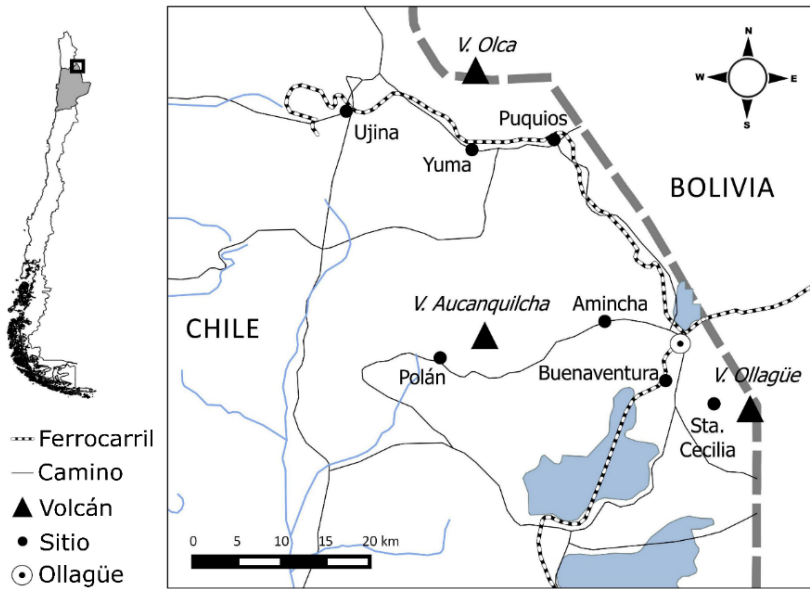 V. Olca
N
W
E
S
Ujina
Puquios
Yuma
BOLIVIA
V. Aucanquilcha
Amincha
CHILE
Polán
Buenaventura
V. Ollagüe
Sta.
Cecilia
Ferrocarril
Camino
Volcán
Sitio
Ollagüe
0 5 10 15 20 km